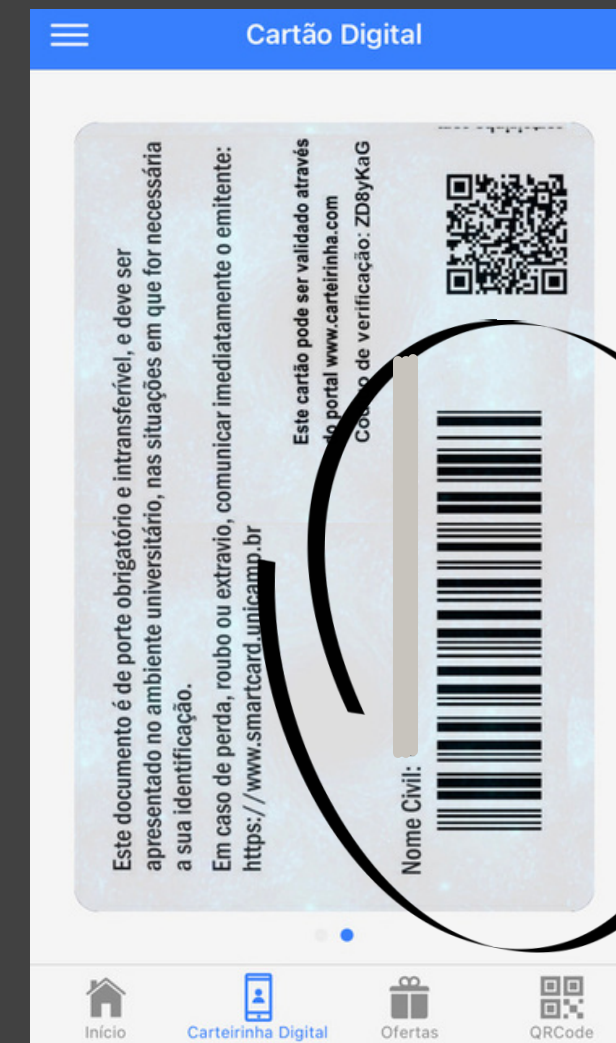 Cartão Digital
Este documento é de porte obrigatório e intransferível, e deve ser
apresentado no ambiente universitário, nas situações em que for necessária
a sua identificação.
Em caso de perda, roubo ou extravio, comunicar imediatamente o emitente:
https://www.smartcard.unicamp.br
Este cartão pode ser validado através
do portal www.carteirinha.com
de verificação: ZD8yKaG
Nome Civil:
Início
Carteirinha Digital
Ofertas
QRCode